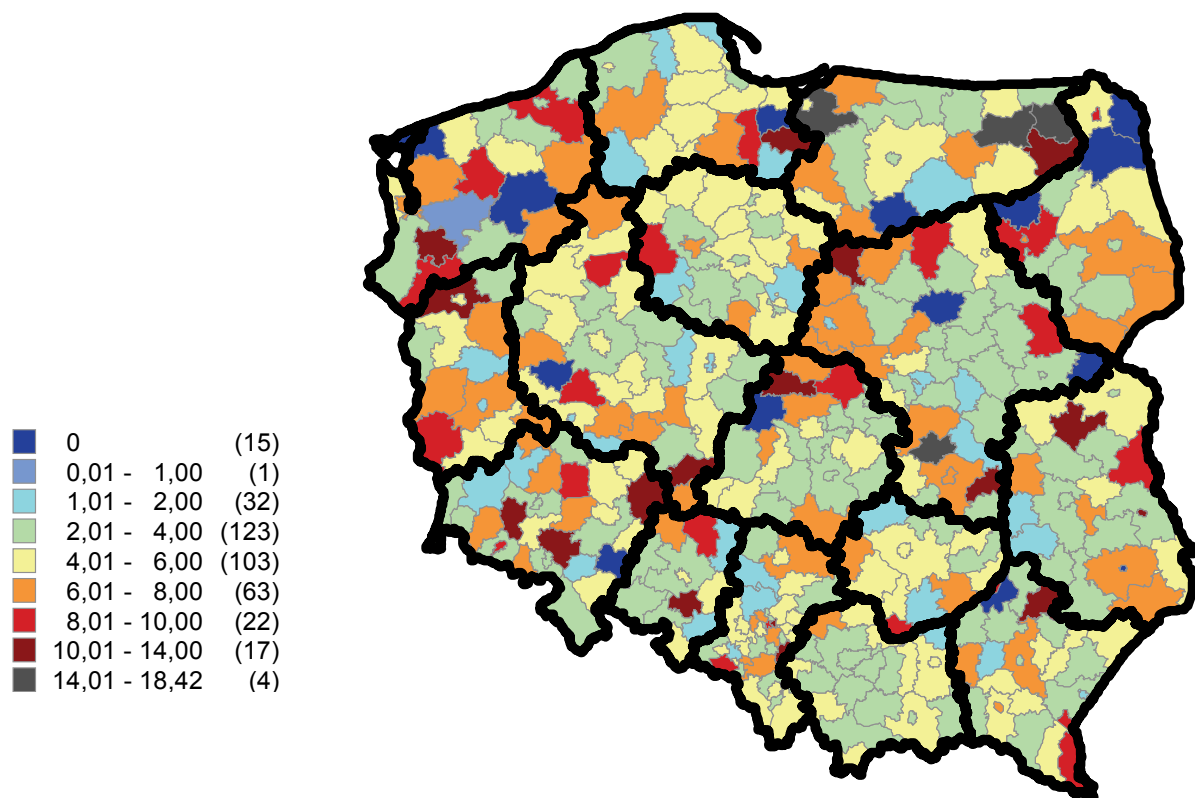 0 (15)
0,01 - 1,00 (1)
1,01 - 2,00 (32)
2,01 - 4,00 (123)
4,01 - 6,00 (103)
6,01 - 8,00 (63)
8,01 - 10,00 (22)
10,01 - 14,00 (17)
14,01 - 18,42 (4)